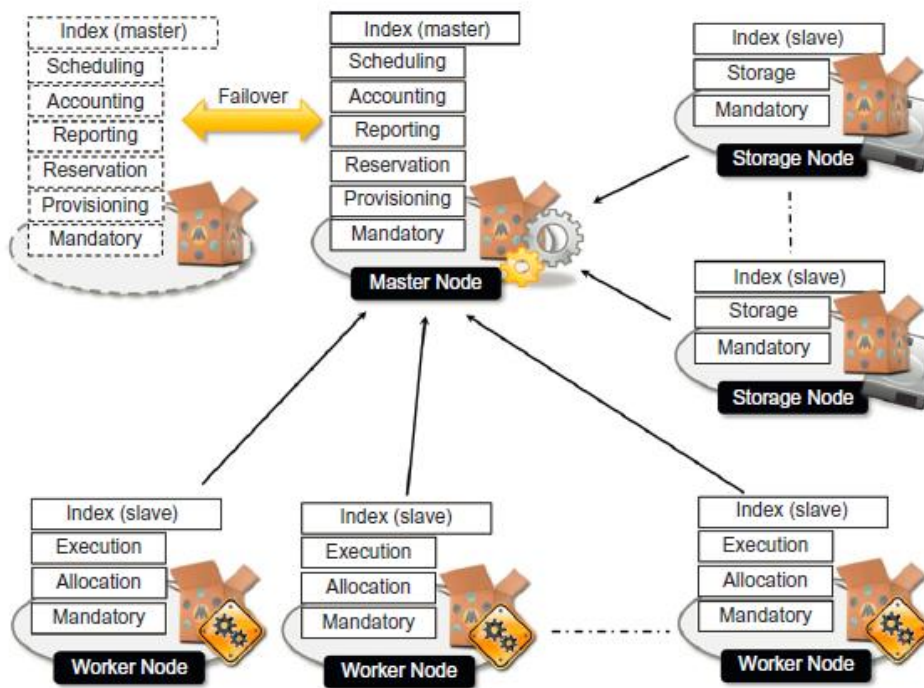 Index (master)
Scheduling
Accounting
Reporting
Reservation
Provisioning
Mandatory
Failover
Index (master)
Scheduling
Accounting
Reporting
Reservation
Provisioning
Mandatory
Master Node
Index (slave)
Storage
Mandatory
Storage Node
Index (slave)
Storage
Mandatory
Storage Node
Index (slave)
Execution
Allocation
Mandatory
Worker Node
Index (slave)
Execution
Allocation
Mandatory
Worker Node
Index (slave)
Execution
Allocation
Mandatory
Worker Node